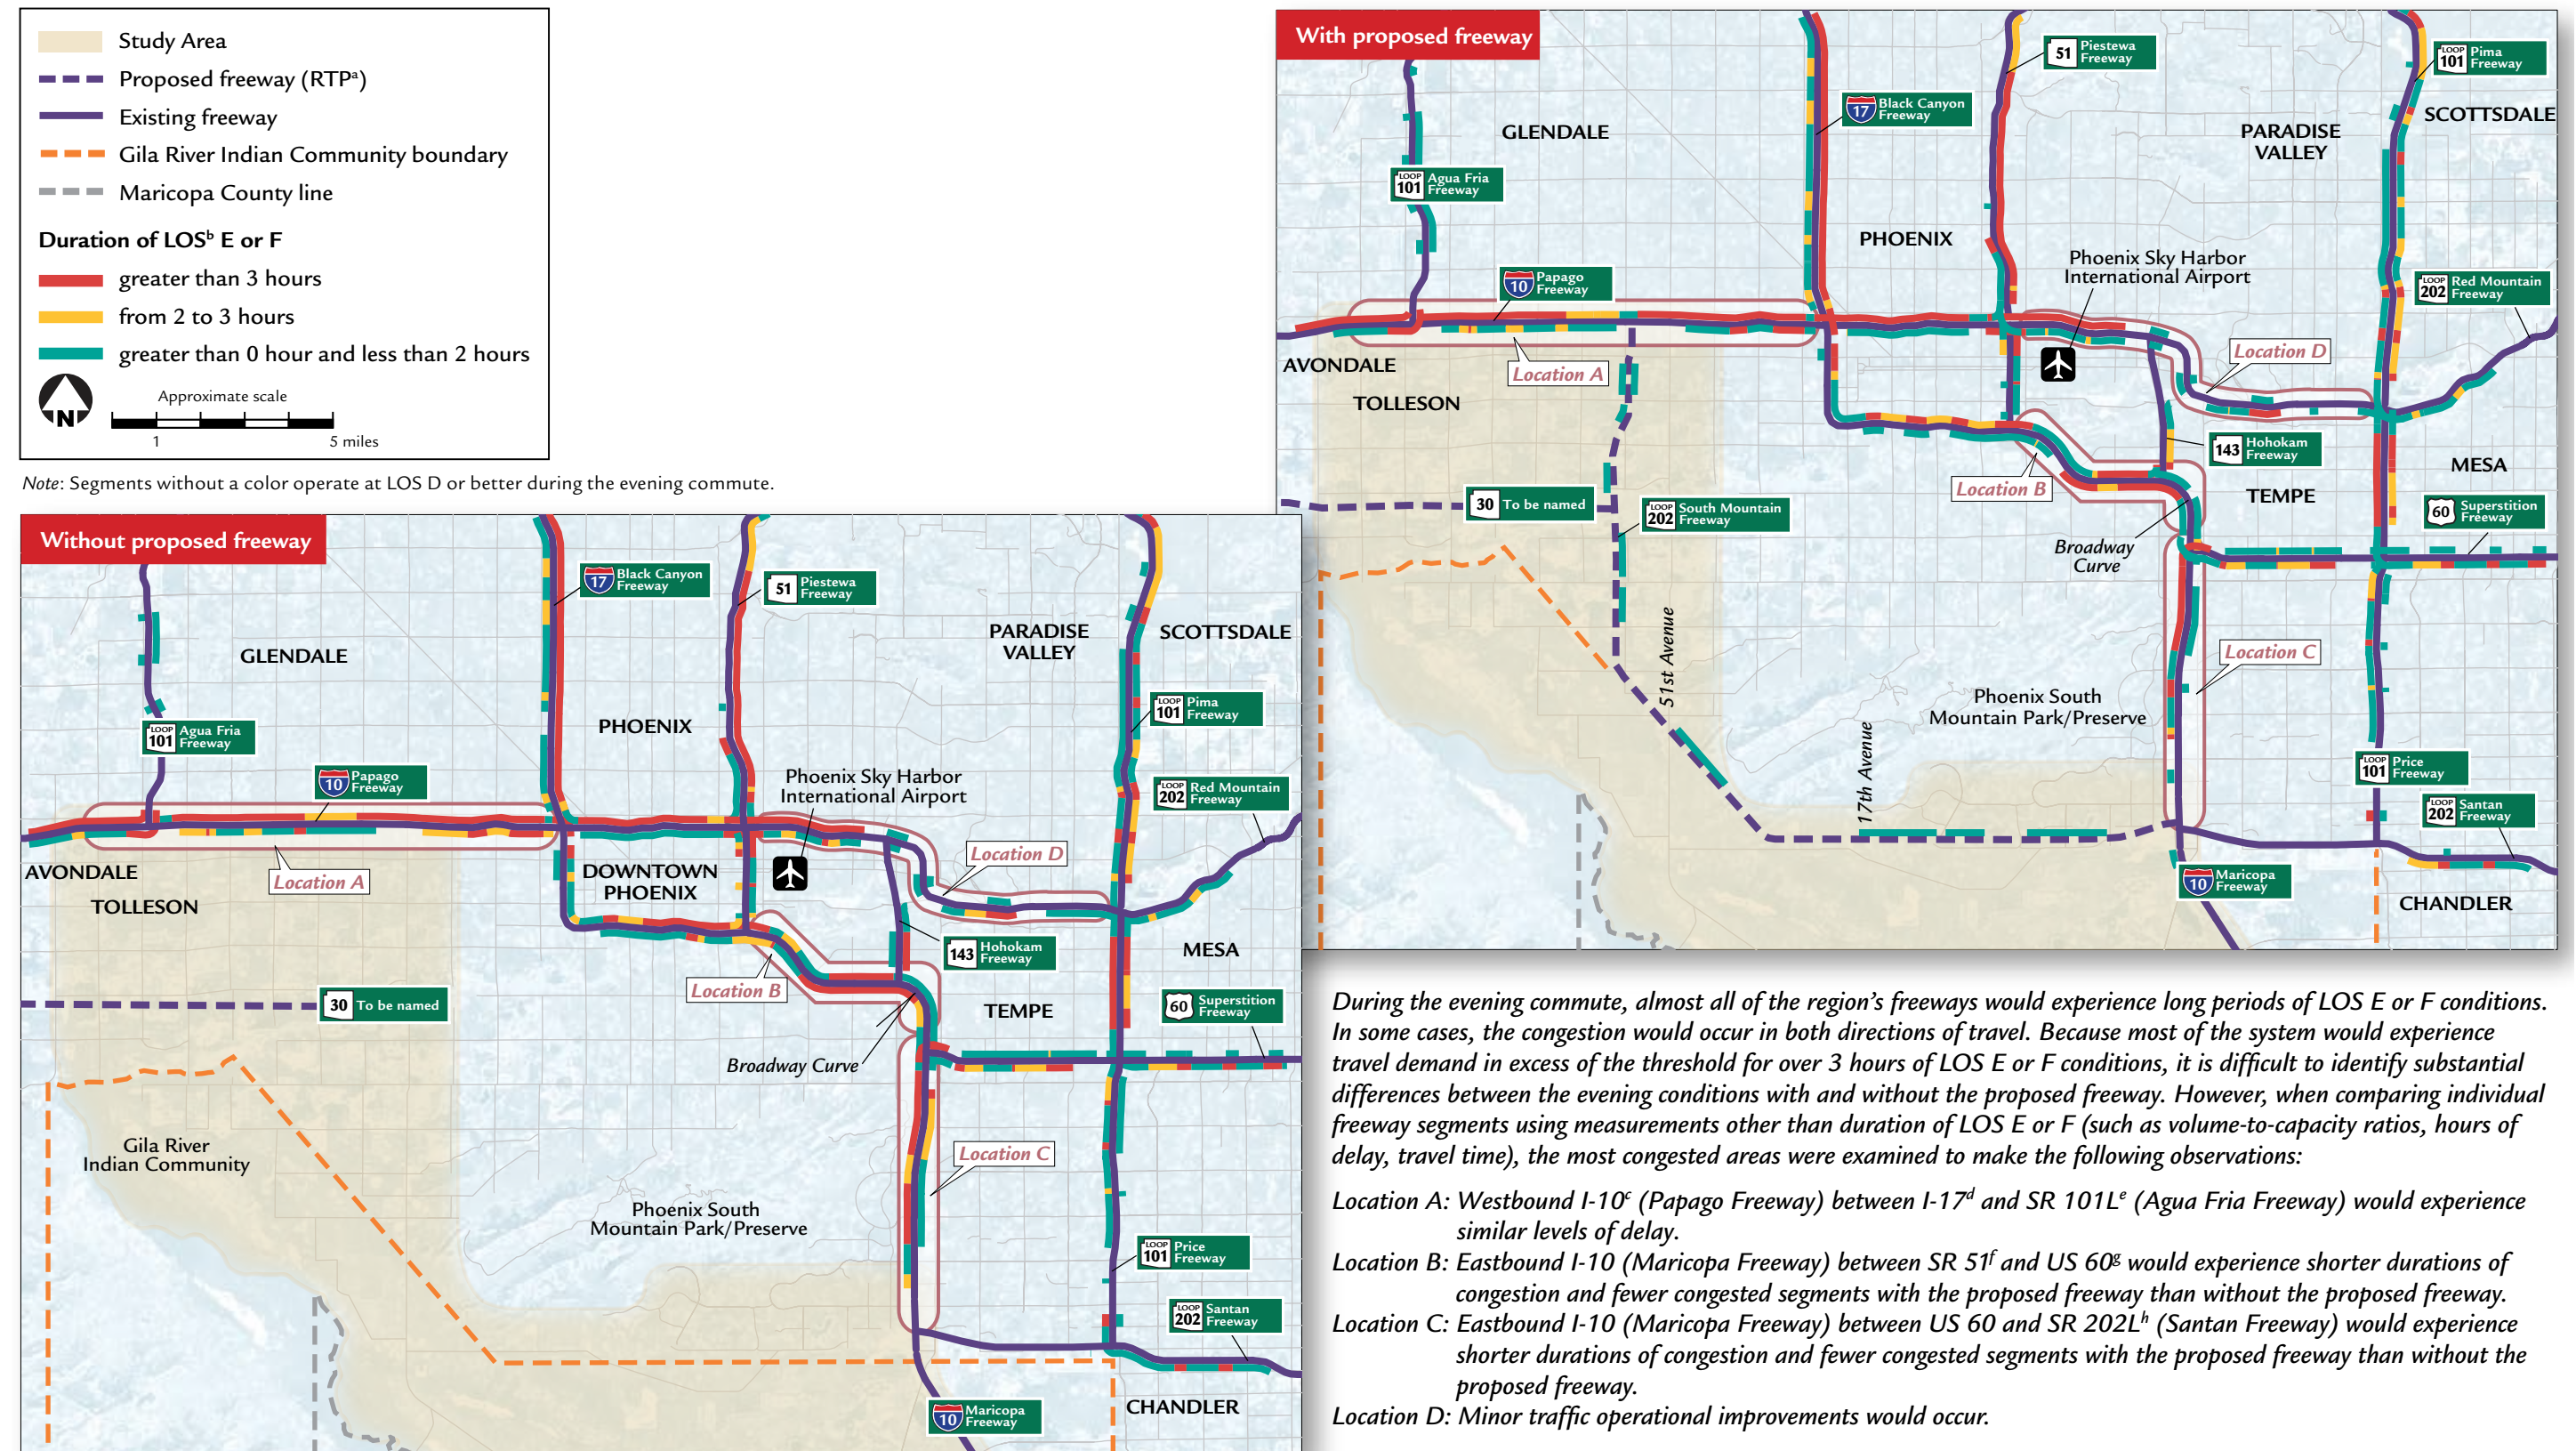 Study Area
Proposed freeway (RTPᵃ)
Existing freeway
Gila River Indian Community boundary
Maricopa County line
Duration of LOSᵇ E or F
greater than 3 hours
from 2 to 3 hours
greater than 0 hour and less than 2 hours
N
Approximate scale
1 5 miles
Note: Segments without a color operate at LOS D or better during the evening commute.
With proposed freeway
51 Piestewa
Freeway
LOOP 101 Pima
Freeway
17 Black Canyon
Freeway
SCOTTSDALE
GLENDALE
PARADISE
VALLEY
LOOP 101 Agua Fria
Freeway
PHOENIX
Phoenix Sky Harbor
International Airport
10 Papago
Freeway
LOOP 202 Red Mountain
Freeway
AVONDALE
Location A
Location D
TOLLESON
143 Hohokam
Freeway
MESA
Location B
TEMPE
30 To be named
LOOP 202 South Mountain
Freeway
60 Superstition
Freeway
Broadway
Curve
51st Avenue
Location C
Phoenix South
Mountain Park/Preserve
17th Avenue
LOOP 101 Price
Freeway
LOOP 202 Santan
Freeway
10 Maricopa
Freeway
CHANDLER
Without proposed freeway
17 Black Canyon
Freeway
51 Piestewa
Freeway
GLENDALE
PARADISE
VALLEY
SCOTTSDALE
LOOP 101 Pima
Freeway
LOOP 101 Agua Fria
Freeway
PHOENIX
10 Papago
Freeway
Phoenix Sky Harbor
International Airport
LOOP 202 Red Mountain
Freeway
AVONDALE
Location A
DOWNTOWN
PHOENIX
Location D
TOLLESON
143 Hohokam
Freeway
MESA
Location B
30 To be named
TEMPE
60 Superstition
Freeway
Broadway Curve
Gila River
Indian Community
Location C
Phoenix South
Mountain Park/Preserve
LOOP 101 Price
Freeway
LOOP 202 Santan
Freeway
10 Maricopa
Freeway
CHANDLER
During the evening commute, almost all of the region’s freeways would experience long periods of LOS E or F conditions.
In some cases, the congestion would occur in both directions of travel. Because most of the system would experience
travel demand in excess of the threshold for over 3 hours of LOS E or F conditions, it is difficult to identify substantial
differences between the evening conditions with and without the proposed freeway. However, when comparing individual
freeway segments using measurements other than duration of LOS E or F (such as volume-to-capacity ratios, hours of
delay, travel time), the most congested areas were examined to make the following observations:
Location A: Westbound I-10ᶜ (Papago Freeway) between I-17ᵈ and SR 101Lᵉ (Agua Fria Freeway) would experience
similar levels of delay.
Location B: Eastbound I-10 (Maricopa Freeway) between SR 51ᶠ and US 60ᵍ would experience shorter durations of
congestion and fewer congested segments with the proposed freeway than without the proposed freeway.
Location C: Eastbound I-10 (Maricopa Freeway) between US 60 and SR 202Lʰ (Santan Freeway) would experience
shorter durations of congestion and fewer congested segments with the proposed freeway than without the
proposed freeway.
Location D: Minor traffic operational improvements would occur.